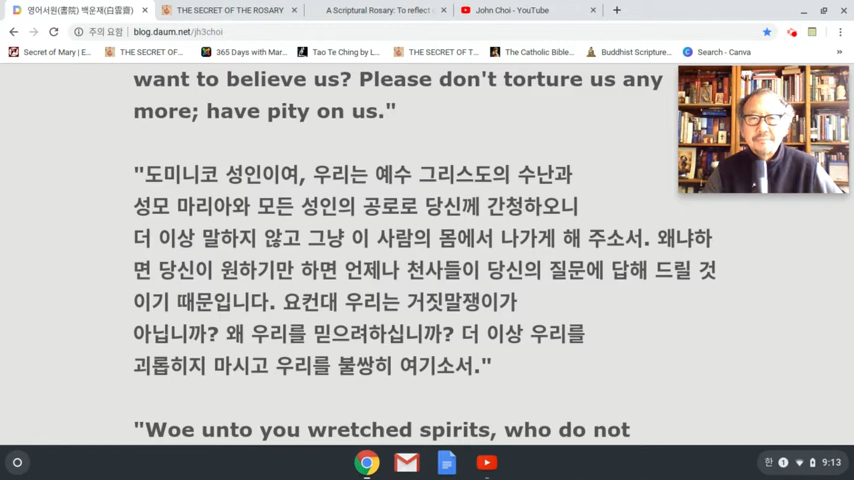 영어서원(書院) 백운재(白雲齋)
THE SECRET OF THE ROSARY
A Scriptural Rosary: To reflect
John Choi - YouTube
주의 요함
blog.daum.net/jh3choi
Secret of Mary | E...
THE SECRET OF...
365 Days with Mar...
Tao Te Ching by L...
THE SECRET OF T...
The Catholic Bible...
Buddhist Scripture...
Search - Canva
want to believe us? Please don't torture us any
more; have pity on us."
"도미니코 성인이여, 우리는 예수 그리스도의 수난과
성모 마리아와 모든 성인의 공로로 당신께 간청하오니
더 이상 말하지 않고 그냥 이 사람의 몸에서 나가게 해 주소서. 왜냐하
면 당신이 원하기만 하면 언제나 천사들이 당신의 질문에 답해 드릴 것
이기 때문입니다. 요컨대 우리는 거짓말쟁이가
아닙니까? 왜 우리를 믿으려하십니까? 더 이상 우리를
괴롭히지 마시고 우리를 불쌍히 여기소서."
"Woe unto you wretched spirits, who do not
한
9:13